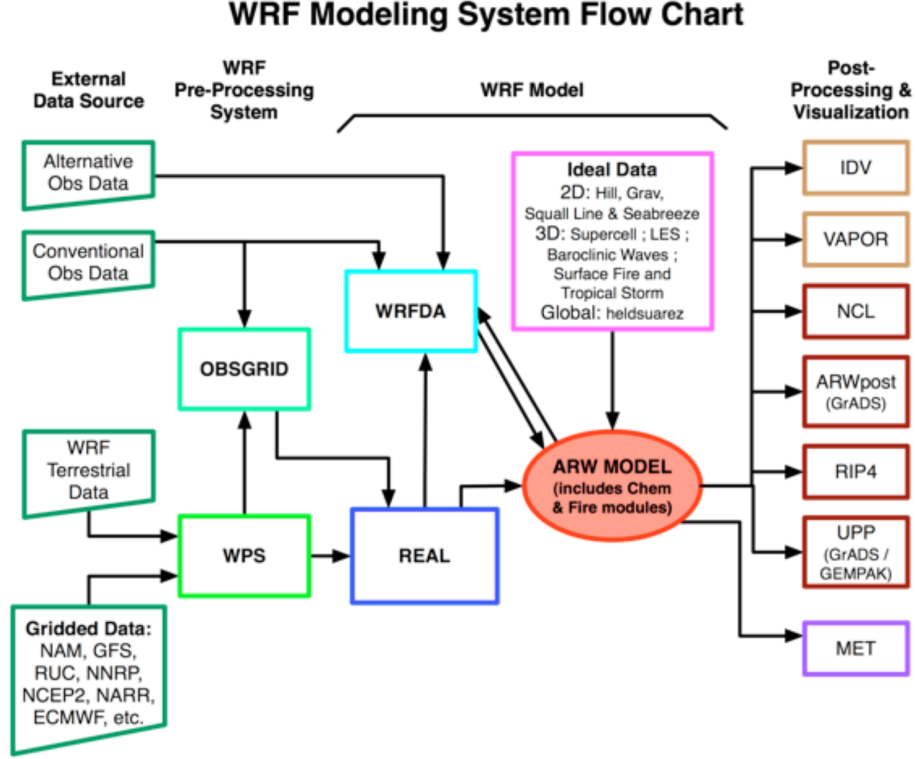 WRF Modeling System Flow Chart
External
Data Source
WRF
Pre-Processing
System
WRF Model
Post-
Processing &
Visualization
Alternative
Obs Data
Conventional
Obs Data
WRF
Terrestrial
Data
Gridded Data:
NAM, GFS,
RUC, NNRP,
NCEP2, NARR,
ECMWF, etc.
OBSGRID
WPS
WRFDA
REAL
Ideal Data
2D: Hill, Grav,
Squall Line & Seabreeze
3D: Supercell ; LES ;
Baroclinic Waves ;
Surface Fire and
Tropical Storm
Global: heldsuarez
ARW MODEL
(includes Chem
& Fire modules)
IDV
VAPOR
NCL
ARWpost
(GrADS)
RIP4
UPP
(GrADS /
GEMPAK)
MET